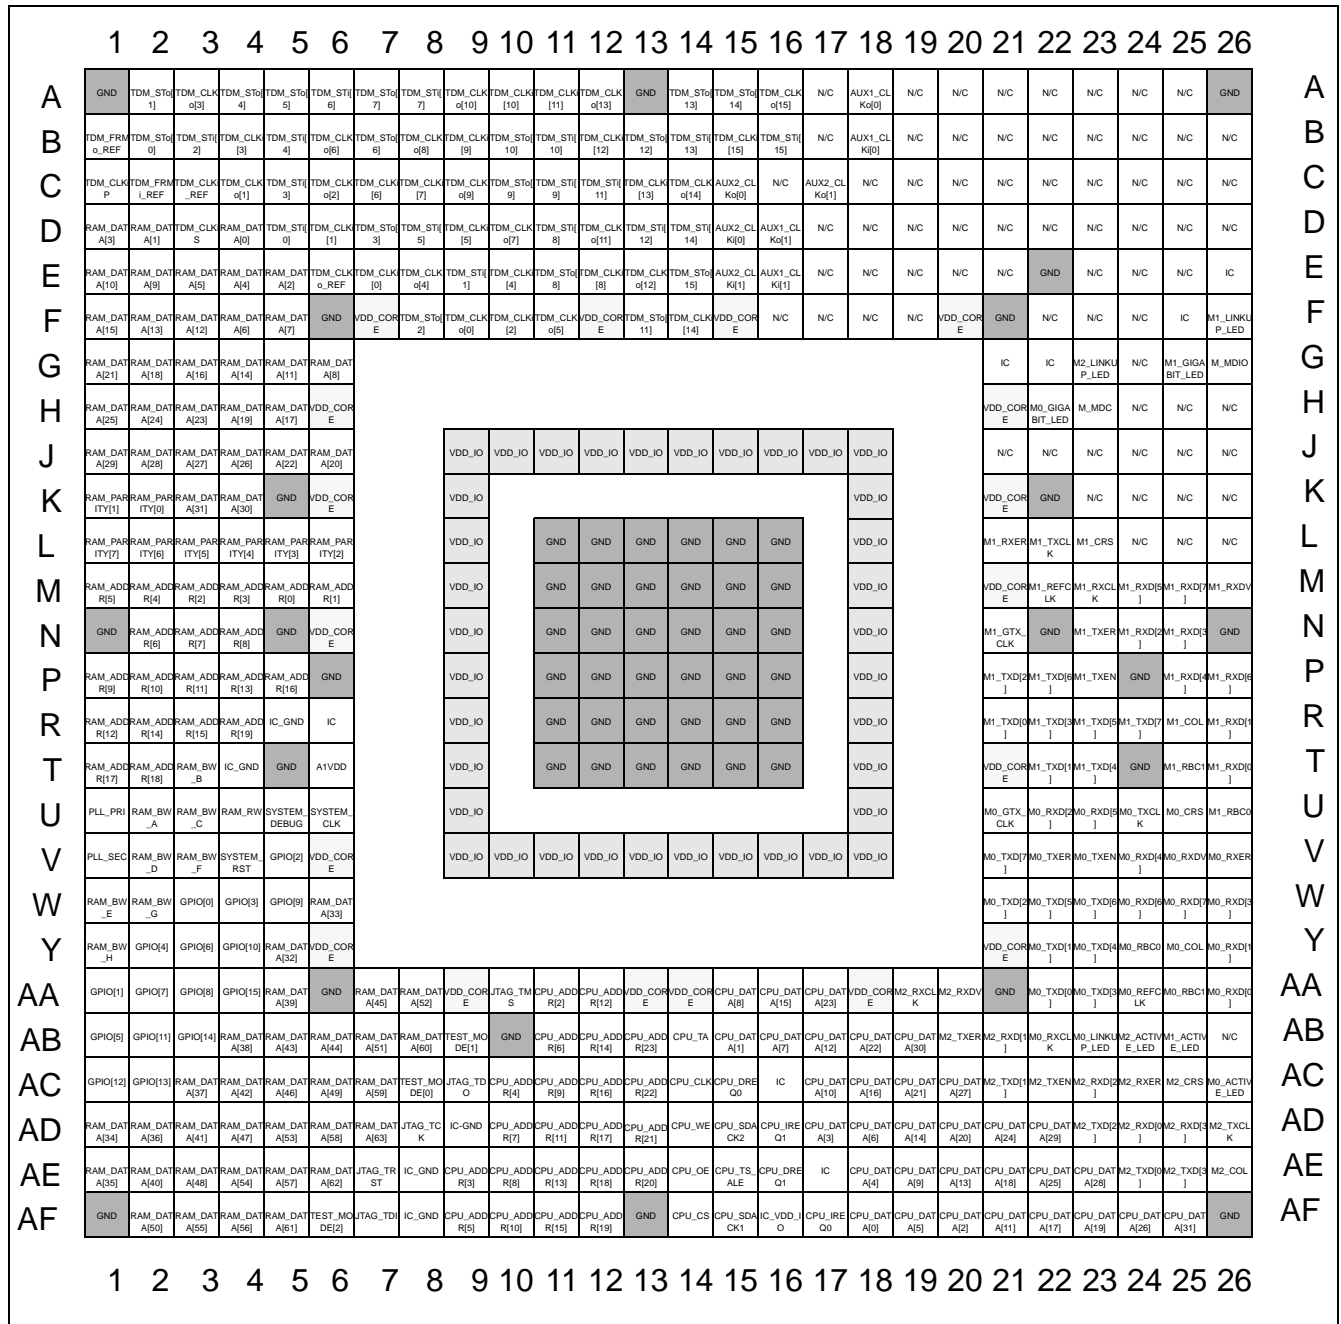 1 2 3 4 5 6 7 8 9 10 11 12 13 14 15 16 17 18 19 20 21 22 23 24 25 26
A GND TDM_STo[1] TDM_CLKo[3] TDM_STo[4] TDM_STo[5] TDM_STi[6] TDM_STo[7] TDM_STi[7] TDM_CLKo[10] TDM_CLKi[10] TDM_CLKi[11] TDM_CLKo[13] GND TDM_STo[13] TDM_STo[14] TDM_CLKo[15] N/C AUX1_CLKo[0] N/C N/C N/C N/C N/C N/C N/C GND A
B TDM_FRMo_REF TDM_STo[0] TDM_STi[2] TDM_CLKi[3] TDM_STi[4] TDM_CLKo[6] TDM_STo[6] TDM_CLKo[8] TDM_CLKi[9] TDM_STo[10] TDM_STi[10] TDM_CLKi[12] TDM_STo[12] TDM_STi[13] TDM_CLKi[15] TDM_STi[15] N/C AUX1_CLKi[0] N/C N/C N/C N/C N/C N/C N/C N/C B
C TDM_CLKiP TDM_FRMi_REF TDM_CLKi_REF TDM_CLKo[1] TDM_STi[3] TDM_CLKo[2] TDM_CLKi[6] TDM_CLKi[7] TDM_CLKo[9] TDM_STo[9] TDM_STi[9] TDM_STi[11] TDM_CLKi[13] TDM_CLKo[14] AUX2_CLKo[0] N/C AUX2_CLKo[1] N/C N/C N/C N/C N/C N/C N/C N/C N/C C
D RAM_DATA[3] RAM_DATA[1] TDM_CLKiS RAM_DATA[0] TDM_STi[0] TDM_CLKi[1] TDM_STo[3] TDM_STi[5] TDM_CLKi[5] TDM_CLKo[7] TDM_STi[8] TDM_CLKo[11] TDM_STi[12] TDM_STi[14] AUX2_CLKi[0] AUX1_CLKo[1] N/C N/C N/C N/C N/C N/C N/C N/C N/C N/C D
E RAM_DATA[10] RAM_DATA[9] RAM_DATA[5] RAM_DATA[4] RAM_DATA[2] TDM_CLKo_REF TDM_CLKi[0] TDM_CLKo[4] TDM_STi[1] TDM_CLKi[4] TDM_STo[8] TDM_CLKi[8] TDM_CLKo[12] TDM_STo[15] AUX2_CLKi[1] AUX1_CLKi[1] N/C N/C N/C N/C N/C GND N/C N/C N/C IC E
F RAM_DATA[15] RAM_DATA[13] RAM_DATA[12] RAM_DATA[6] RAM_DATA[7] GND VDD_CORE TDM_STo[2] TDM_CLKo[0] TDM_CLKi[2] TDM_CLKo[5] VDD_CORE TDM_STo[11] TDM_CLKi[14] VDD_CORE N/C N/C N/C N/C VDD_CORE GND N/C N/C N/C IC M1_LINKUP_LED F
G RAM_DATA[21] RAM_DATA[18] RAM_DATA[16] RAM_DATA[14] RAM_DATA[11] RAM_DATA[8] IC IC M2_LINKUP_LED N/C M1_GIGABIT_LED M_MDIO G
H RAM_DATA[25] RAM_DATA[24] RAM_DATA[23] RAM_DATA[19] RAM_DATA[17] VDD_CORE VDD_CORE M0_GIGABIT_LED M_MDC N/C N/C N/C H
J RAM_DATA[29] RAM_DATA[28] RAM_DATA[27] RAM_DATA[26] RAM_DATA[22] RAM_DATA[20] VDD_IO VDD_IO VDD_IO VDD_IO VDD_IO VDD_IO VDD_IO VDD_IO VDD_IO VDD_IO N/C N/C N/C N/C N/C N/C J
K RAM_PARITY[1] RAM_PARITY[0] RAM_DATA[31] RAM_DATA[30] GND VDD_CORE VDD_IO VDD_IO VDD_CORE GND N/C N/C N/C N/C K
L RAM_PARITY[7] RAM_PARITY[6] RAM_PARITY[5] RAM_PARITY[4] RAM_PARITY[3] RAM_PARITY[2] VDD_IO GND GND GND GND GND GND VDD_IO M1_RXER M1_TXCLK M1_CRS N/C N/C N/C L
M RAM_ADDR[5] RAM_ADDR[4] RAM_ADDR[2] RAM_ADDR[3] RAM_ADDR[0] RAM_ADDR[1] VDD_IO GND GND GND GND GND GND VDD_IO VDD_CORE M1_REFCLK M1_RXCLK M1_RXD[5] M1_RXD[7] M1_RXDV M
N GND RAM_ADDR[6] RAM_ADDR[7] RAM_ADDR[8] GND VDD_CORE VDD_IO GND GND GND GND GND GND VDD_IO M1_GTX_CLK GND M1_TXER M1_RXD[2] M1_RXD[3] GND N
P RAM_ADDR[9] RAM_ADDR[10] RAM_ADDR[11] RAM_ADDR[13] RAM_ADDR[16] GND VDD_IO GND GND GND GND GND GND VDD_IO M1_TXD[2] M1_TXD[6] M1_TXEN GND M1_RXD[4] M1_RXD[6] P
R RAM_ADDR[12] RAM_ADDR[14] RAM_ADDR[15] RAM_ADDR[19] IC_GND IC VDD_IO GND GND GND GND GND GND VDD_IO M1_TXD[0] M1_TXD[3] M1_TXD[5] M1_TXD[7] M1_COL M1_RXD[1] R
T RAM_ADDR[17] RAM_ADDR[18] RAM_BW_B IC_GND GND A1VDD VDD_IO GND GND GND GND GND GND VDD_IO VDD_CORE M1_TXD[1] M1_TXD[4] GND M1_RBC1 M1_RXD[0] T
U PLL_PRI RAM_BW_A RAM_BW_C RAM_RW SYSTEM_DEBUG SYSTEM_CLK VDD_IO VDD_IO M0_GTX_CLK M0_RXD[2] M0_RXD[5] M0_TXCLK M0_CRS M1_RBC0 U
V PLL_SEC RAM_BW_D RAM_BW_F SYSTEM_RST GPIO[2] VDD_CORE VDD_IO VDD_IO VDD_IO VDD_IO VDD_IO VDD_IO VDD_IO VDD_IO VDD_IO VDD_IO M0_TXD[7] M0_TXER M0_TXEN M0_RXD[4] M0_RXDV M0_RXER V
W RAM_BW_E RAM_BW_G GPIO[0] GPIO[3] GPIO[9] RAM_DATA[33] M0_TXD[2] M0_TXD[5] M0_TXD[6] M0_RXD[6] M0_RXD[7] M0_RXD[3] W
Y RAM_BW_H GPIO[4] GPIO[6] GPIO[10] RAM_DATA[32] VDD_CORE VDD_CORE M0_TXD[1] M0_TXD[4] M0_RBC0 M0_COL M0_RXD[1] Y
AA GPIO[1] GPIO[7] GPIO[8] GPIO[15] RAM_DATA[39] GND RAM_DATA[45] RAM_DATA[52] VDD_CORE JTAG_TMS CPU_ADDR[2] CPU_ADDR[12] VDD_CORE VDD_CORE CPU_DATA[8] CPU_DATA[15] CPU_DATA[23] VDD_CORE M2_RXCLK M2_RXDV GND M0_TXD[0] M0_TXD[3] M0_REFCLK M0_RBC1 M0_RXD[0] AA
AB GPIO[5] GPIO[11] GPIO[14] RAM_DATA[38] RAM_DATA[43] RAM_DATA[44] RAM_DATA[51] RAM_DATA[60] TEST_MODE[1] GND CPU_ADDR[6] CPU_ADDR[14] CPU_ADDR[23] CPU_TA CPU_DATA[1] CPU_DATA[7] CPU_DATA[12] CPU_DATA[22] CPU_DATA[30] M2_TXER M2_RXD[1] M0_RXCLK M0_LINKUP_LED M2_ACTIVE_LED M1_ACTIVE_LED N/C AB
AC GPIO[12] GPIO[13] RAM_DATA[37] RAM_DATA[42] RAM_DATA[46] RAM_DATA[49] RAM_DATA[59] TEST_MODE[0] JTAG_TDO CPU_ADDR[4] CPU_ADDR[9] CPU_ADDR[16] CPU_ADDR[22] CPU_CLK CPU_DREQ0 IC CPU_DATA[10] CPU_DATA[16] CPU_DATA[21] CPU_DATA[27] M2_TXD[1] M2_TXEN M2_RXD[2] M2_RXER M2_CRS M0_ACTIVE_LED AC
AD RAM_DATA[34] RAM_DATA[36] RAM_DATA[41] RAM_DATA[47] RAM_DATA[53] RAM_DATA[58] RAM_DATA[63] JTAG_TCK IC-GND CPU_ADDR[7] CPU_ADDR[11] CPU_ADDR[17] CPU_ADDR[21] CPU_WE CPU_SDACK2 CPU_IREQ1 CPU_DATA[3] CPU_DATA[6] CPU_DATA[14] CPU_DATA[20] CPU_DATA[24] CPU_DATA[29] M2_TXD[2] M2_RXD[0] M2_RXD[3] M2_TXCLK AD
AE RAM_DATA[35] RAM_DATA[40] RAM_DATA[48] RAM_DATA[54] RAM_DATA[57] RAM_DATA[62] JTAG_TRST IC_GND CPU_ADDR[3] CPU_ADDR[8] CPU_ADDR[13] CPU_ADDR[18] CPU_ADDR[20] CPU_OE CPU_TS_ALE CPU_DREQ1 IC CPU_DATA[4] CPU_DATA[9] CPU_DATA[13] CPU_DATA[18] CPU_DATA[25] CPU_DATA[28] M2_TXD[0] M2_TXD[3] M2_COL AE
AF GND RAM_DATA[50] RAM_DATA[55] RAM_DATA[56] RAM_DATA[61] TEST_MODE[2] JTAG_TDI IC_GND CPU_ADDR[5] CPU_ADDR[10] CPU_ADDR[15] CPU_ADDR[19] GND CPU_CS CPU_SDACK1 IC_VDD_IO CPU_IREQ0 CPU_DATA[0] CPU_DATA[5] CPU_DATA[2] CPU_DATA[11] CPU_DATA[17] CPU_DATA[19] CPU_DATA[26] CPU_DATA[31] GND AF
1 2 3 4 5 6 7 8 9 10 11 12 13 14 15 16 17 18 19 20 21 22 23 24 25 26